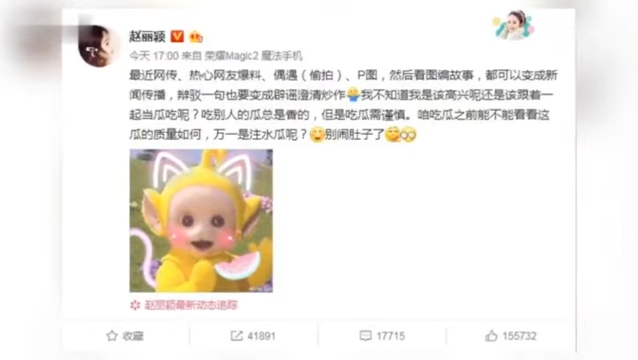 赵丽颖
今天 17:00 来自 荣耀Magic2 魔法手机
最近网传、热心网友爆料、偶遇（偷拍）、P图，然后看图编故事，都可以变成新
闻传播，辩驳一句也要变成辟谣澄清炒作 我不知道我是该高兴呢还是该跟着一
起当瓜吃呢？吃别人的瓜总是香的，但是吃瓜需谨慎。咱吃瓜之前能不能看看这
瓜的质量如何，万一是注水瓜呢？别闹肚子了
赵丽颖最新动态追踪
收藏
41891
17715
155732